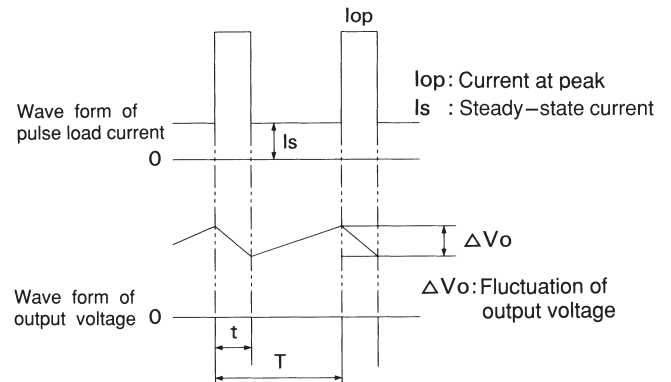 Iop
Iop: Current at peak
Is : Steady-state current
Wave form of
pulse load current
0
Is
△Vo
△Vo: Fluctuation of
output voltage
Wave form of
output voltage
0
t
T